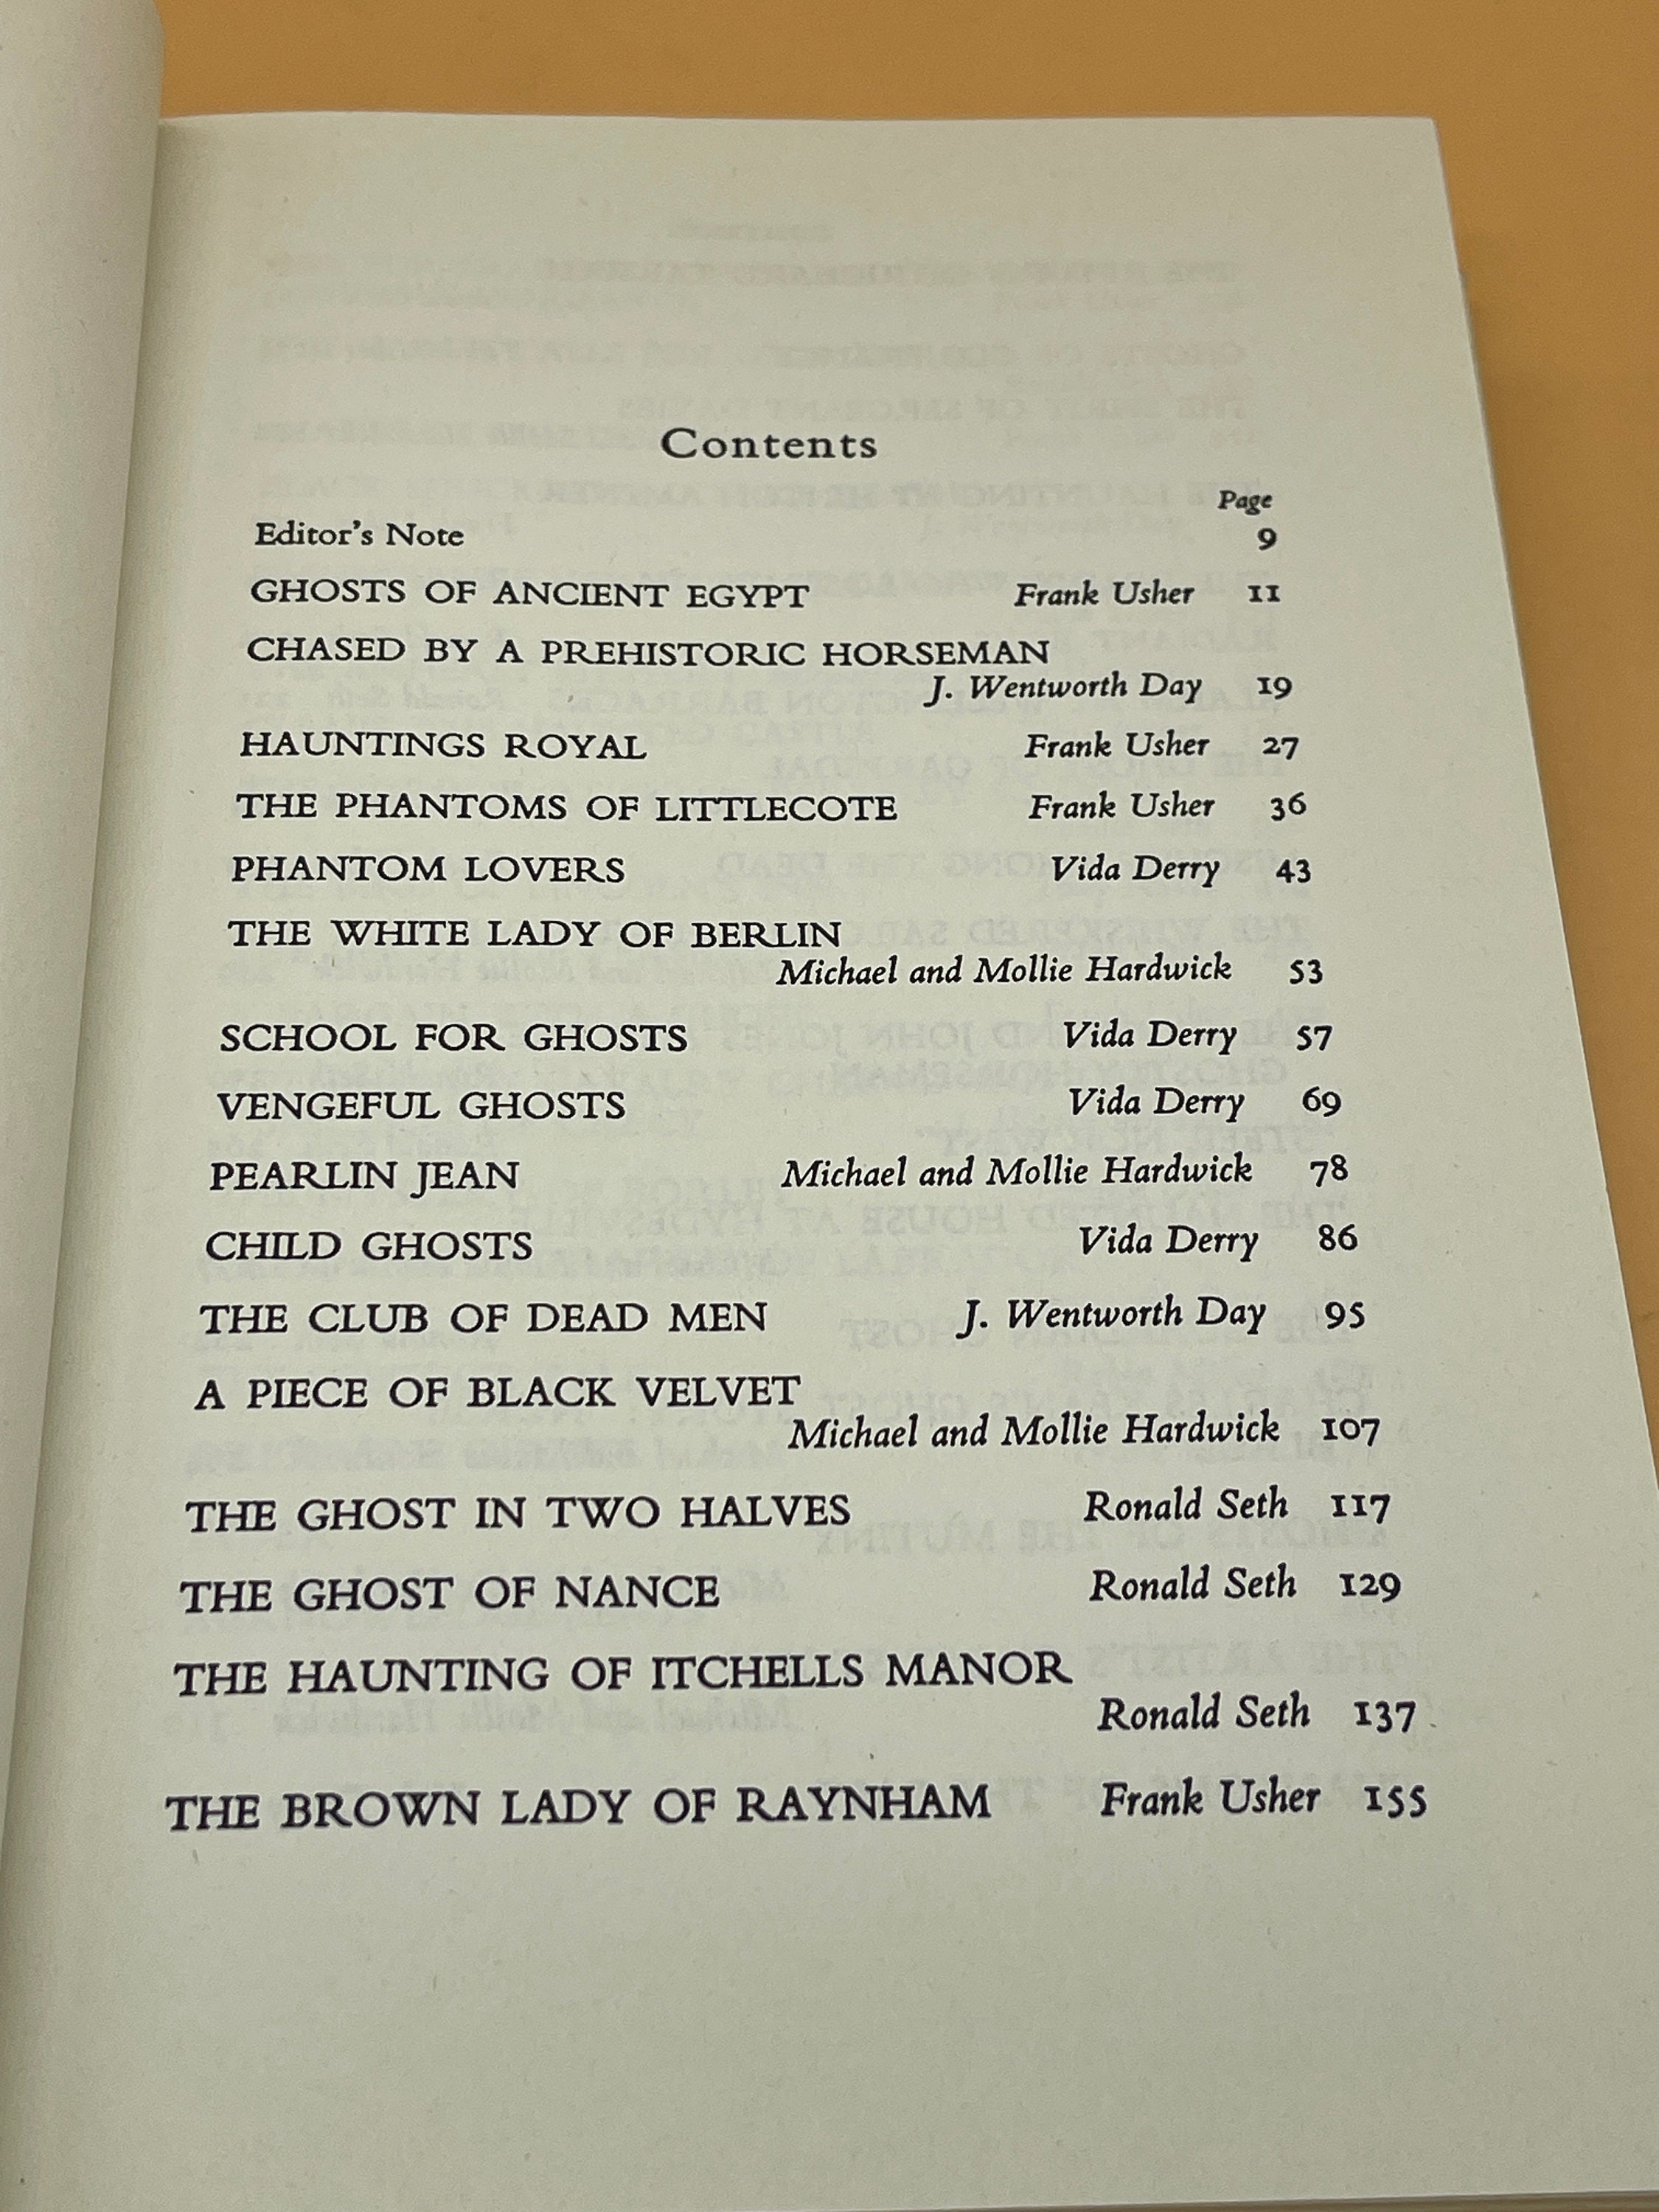 Contents
Page
Editor's Note 9
GHOSTS OF ANCIENT EGYPT Frank Usher 11
CHASED BY A PREHISTORIC HORSEMAN
J. Wentworth Day 19
HAUNTINGS ROYAL Frank Usher 27
THE PHANTOMS OF LITTLECOTE Frank Usher 36
PHANTOM LOVERS Vida Derry 43
THE WHITE LADY OF BERLIN
Michael and Mollie Hardwick 53
SCHOOL FOR GHOSTS Vida Derry 57
VENGEFUL GHOSTS Vida Derry 69
PEARLIN JEAN Michael and Mollie Hardwick 78
CHILD GHOSTS Vida Derry 86
THE CLUB OF DEAD MEN J. Wentworth Day 95
A PIECE OF BLACK VELVET
Michael and Mollie Hardwick 107
THE GHOST IN TWO HALVES Ronald Seth 117
THE GHOST OF NANCE Ronald Seth 129
THE HAUNTING OF ITCHELLS MANOR
Ronald Seth 137
THE BROWN LADY OF RAYNHAM Frank Usher 155